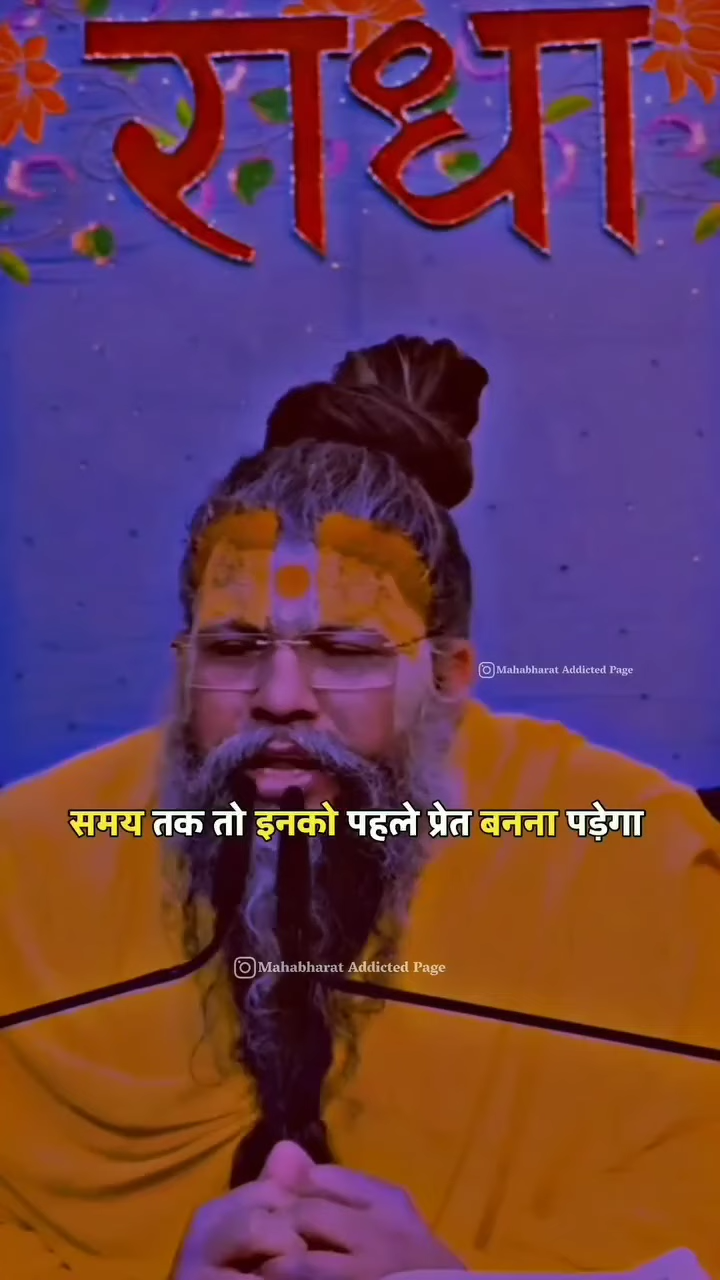 राधा
Mahabharat Addicted Page
समय तक तो इनको पहले प्रेत बनना पड़ेगा
Mahabharat Addicted Page